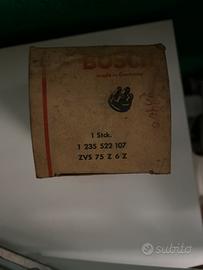 BOSCH
made in Germany
1 Stck.
1 235 522 107
ZVS 75 Z 6 Z
subito